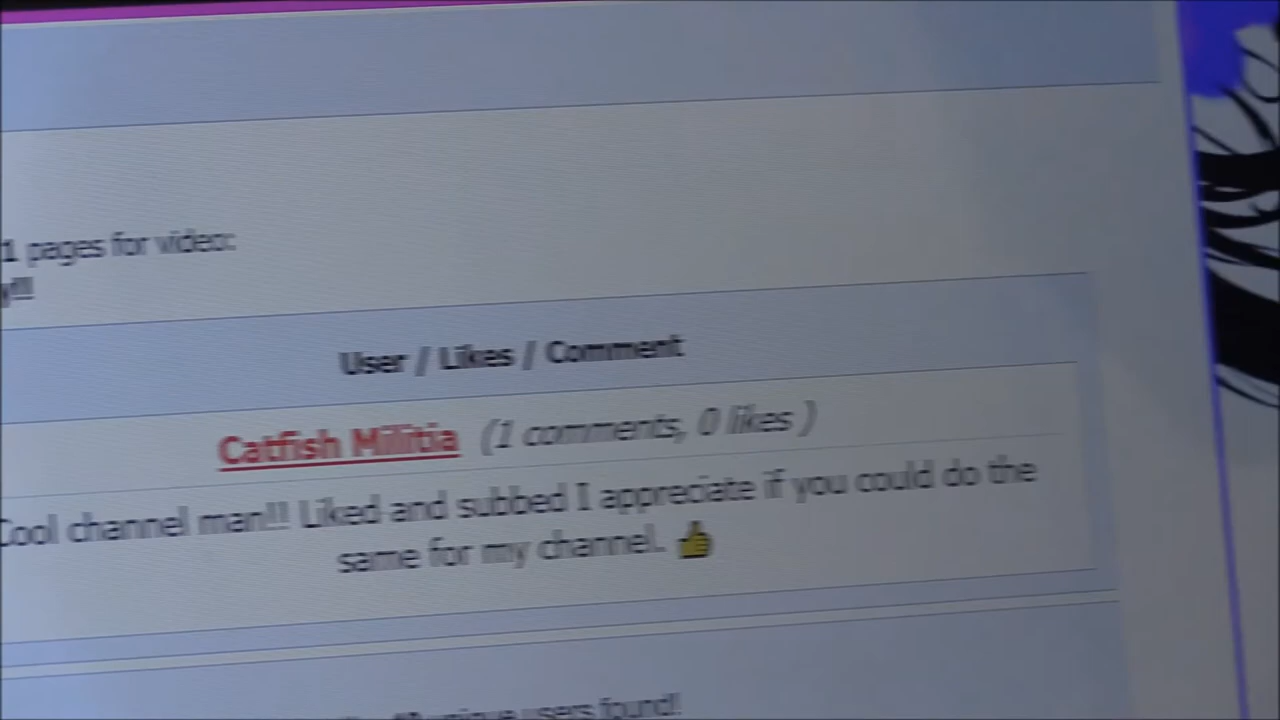 1 pages for video:
y!!!
User / Likes / Comment
Catfish Militia (1 comments, 0 likes )
Cool channel man!!! Liked and subbed I appreciate if you could do the
same for my channel. 👍
unique users found!